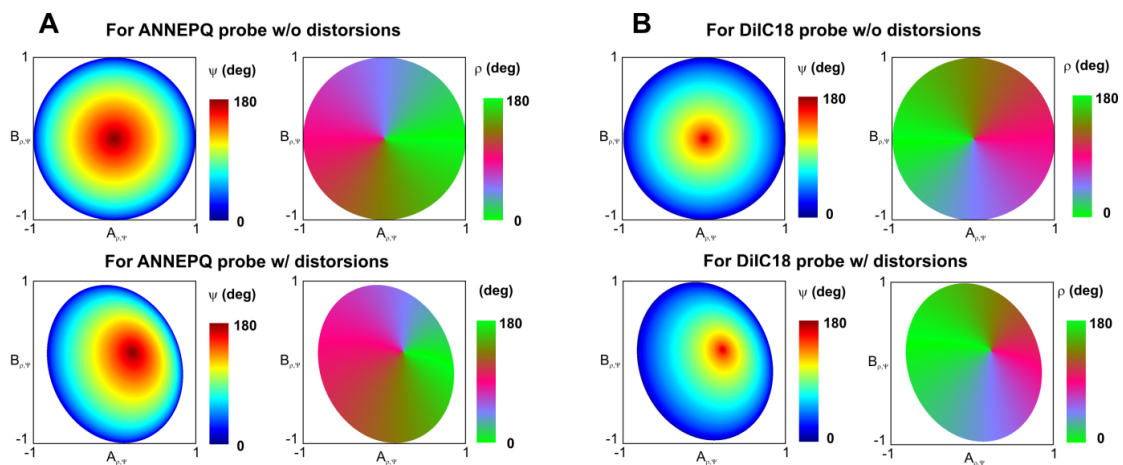 A
For ANNEPQ probe w/o distorsions
1
B ρ,Ψ
-1
-1
A ρ,Ψ
1
ψ (deg)
180
0
A ρ,Ψ
1
ρ (deg)
180
0
For ANNEPQ probe w/ distorsions
1
B ρ,Ψ
-1
-1
A ρ,Ψ
1
ψ (deg)
180
0
1
B ρ,Ψ
-1
A ρ,Ψ
1
(deg)
180
0
B
For DiIC18 probe w/o distorsions
1
B ρ,Ψ
-1
-1
A ρ,Ψ
1
ψ (deg)
180
0
A ρ,Ψ
1
ρ (deg)
180
0
For DiIC18 probe w/ distorsions
1
B ρ,Ψ
-1
A ρ,Ψ
ψ (deg)
180
0
1
B ρ,Ψ
-1
A ρ,Ψ
1
ρ (deg)
180
0